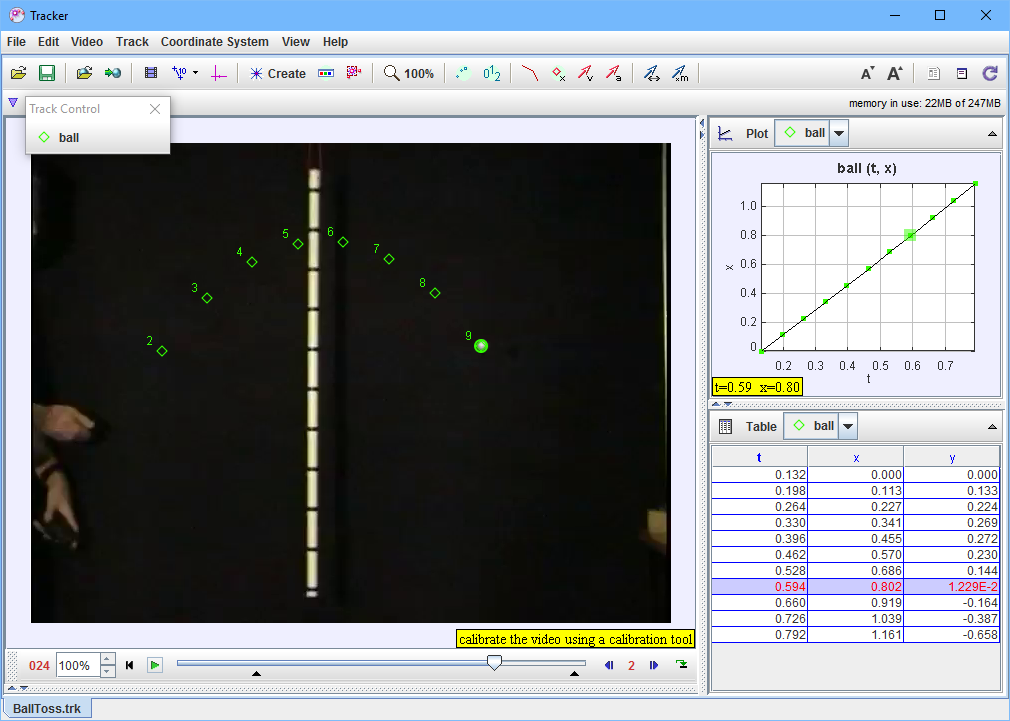 Tracker
File Edit Video Track Coordinate System View Help
Create 100%
memory in use: 22MB of 247MB
Track Control
ball
2
3
4
5
6
7
8
9
calibrate the video using a calibration tool
024 100% 2
Plot ball
ball (t, x)
1.0
0.8
0.6
0.4
0.2
0
x
0.2 0.3 0.4 0.5 0.6 0.7
t
t=0.59 x=0.80
Table ball
t x y
0.132 0.000 0.000
0.198 0.113 0.133
0.264 0.227 0.224
0.330 0.341 0.269
0.396 0.455 0.272
0.462 0.570 0.230
0.528 0.686 0.144
0.594 0.802 1.229E-2
0.660 0.919 -0.164
0.726 1.039 -0.387
0.792 1.161 -0.658
BallToss.trk